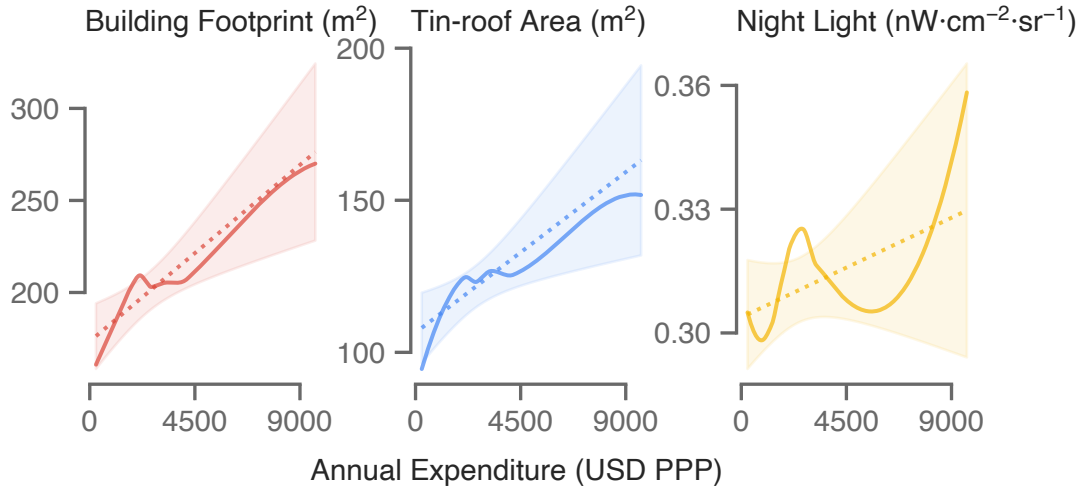 Building Footprint (m²) Tin-roof Area (m²) Night Light (nW·cm⁻²·sr⁻¹)
300
250
200
0 4500 9000
200
150
100
0 4500 9000
0.36
0.33
0.30
0 4500 9000
Annual Expenditure (USD PPP)